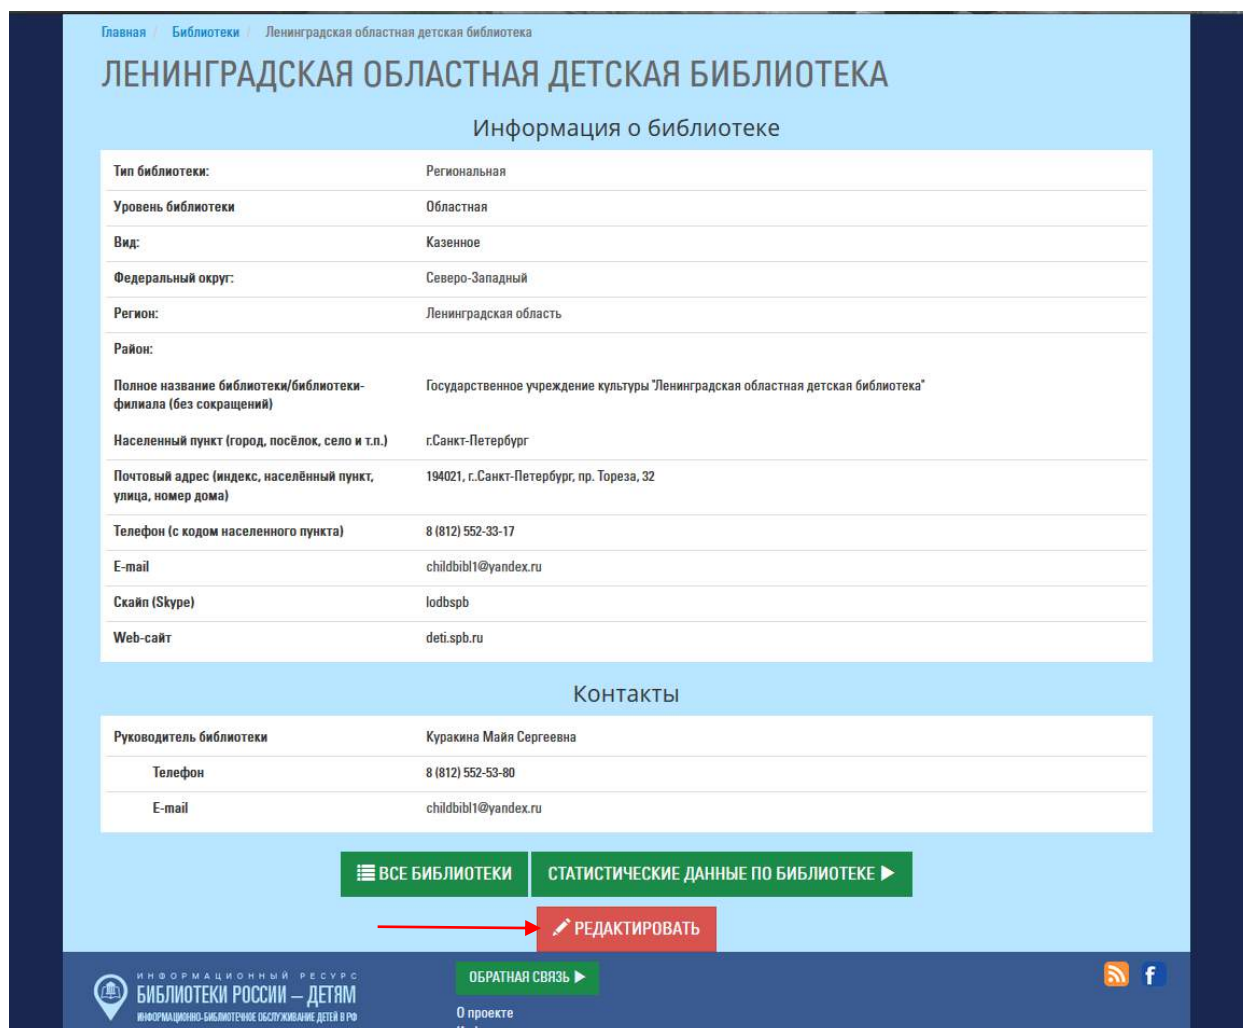 Главная / Библиотеки / Ленинградская областная детская библиотека
ЛЕНИНГРАДСКАЯ ОБЛАСТНАЯ ДЕТСКАЯ БИБЛИОТЕКА
Информация о библиотеке
Тип библиотеки: Региональная
Уровень библиотеки Областная
Вид: Казенное
Федеральный округ: Северо-Западный
Регион: Ленинградская область
Район:
Полное название библиотеки/библиотеки- Государственное учреждение культуры "Ленинградская областная детская библиотека"
филиала (без сокращений)
Населенный пункт (город, посёлок, село и т.п.) г.Санкт-Петербург
Почтовый адрес (индекс, населённый пункт, 194021, г..Санкт-Петербург, пр. Тореза, 32
улица, номер дома)
Телефон (с кодом населенного пункта) 8 (812) 552-33-17
E-mail childbibl1@yandex.ru
Скайп (Skype) lodbspb
Web-сайт deti.spb.ru
Контакты
Руководитель библиотеки Куракина Майя Сергеевна
Телефон 8 (812) 552-53-80
E-mail childbibl1@yandex.ru
ВСЕ БИБЛИОТЕКИ СТАТИСТИЧЕСКИЕ ДАННЫЕ ПО БИБЛИОТЕКЕ
РЕДАКТИРОВАТЬ
ИНФОРМАЦИОННЫЙ РЕСУРС
БИБЛИОТЕКИ РОССИИ — ДЕТЯМ
ИНФОРМАЦИОННО-БИБЛИОТЕЧНОЕ ОБСЛУЖИВАНИЕ ДЕТЕЙ В РФ
ОБРАТНАЯ СВЯЗЬ
О проекте